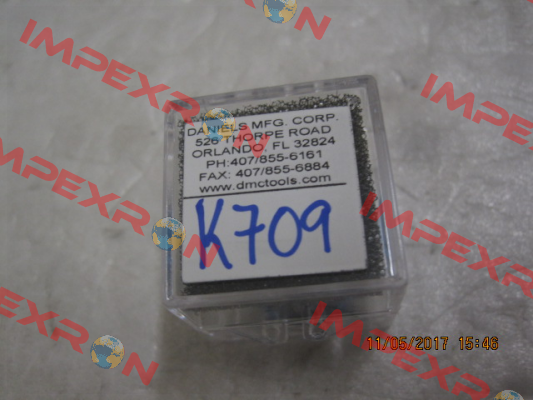 DANIELS MFG. CORP.
526 THORPE ROAD
ORLANDO, FL 32824
PH:407/855-6161
FAX: 407/855-6884
www.dmctools.com
K709
11/05/2017 15:46
IMPEXRON
IMPEXRON
IMPEXRON
IMPEXRON
IMPEXRON